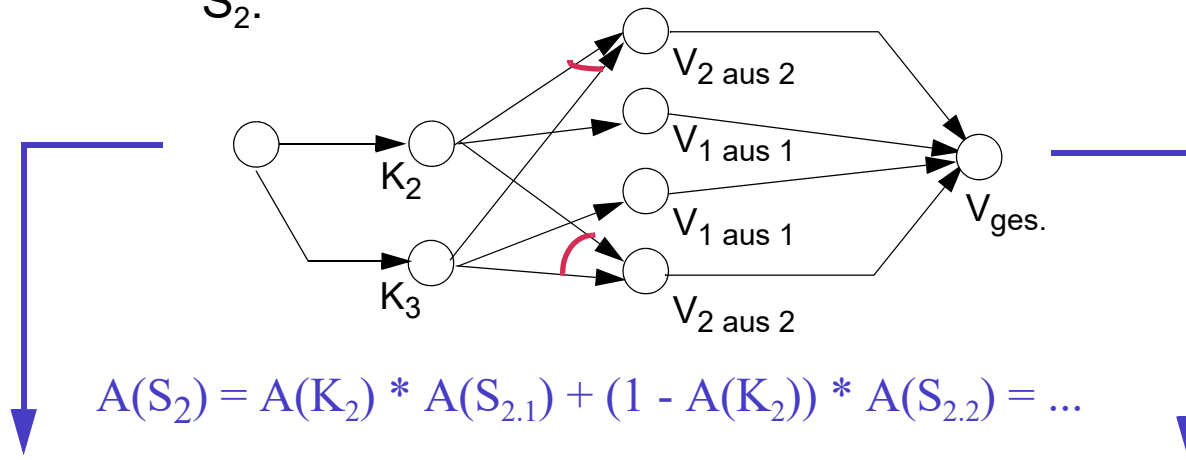 S₂.
V₂ aus 2
V₁ aus 1
K₂
V₁ aus 1
Vges.
K₃
V₂ aus 2
A(S₂) = A(K₂) * A(S₂.₁) + (1 - A(K₂)) * A(S₂.₂) = ...